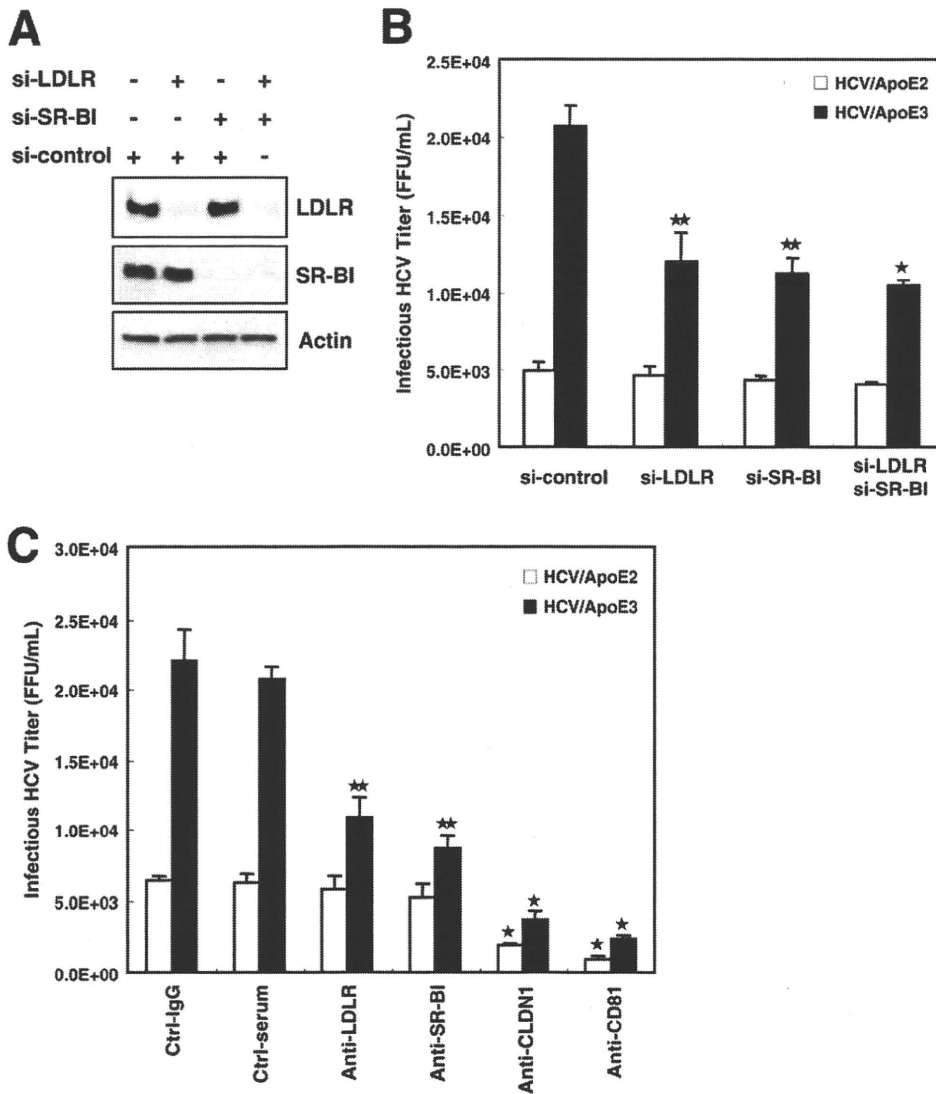 A
si-LDLR - + - +
si-SR-BI - - + +
si-control + + + -
LDLR
SR-BI
Actin
B
Infectious HCV Titer (FFU/mL)
2.5E+04
2.0E+04
1.5E+04
1.0E+04
5.0E+03
0.0E+00
HCV/ApoE2
HCV/ApoE3
★★
★★
★
si-control
si-LDLR
si-SR-BI
si-LDLR
si-SR-BI
C
Infectious HCV Titer (FFU/mL)
3.0E+04
2.5E+04
2.0E+04
1.5E+04
1.0E+04
5.0E+03
0.0E+00
HCV/ApoE2
HCV/ApoE3
★★
★★
★ ★
★ ★
Ctrl-IgG
Ctrl-serum
Anti-LDLR
Anti-SR-BI
Anti-CLDN1
Anti-CD81